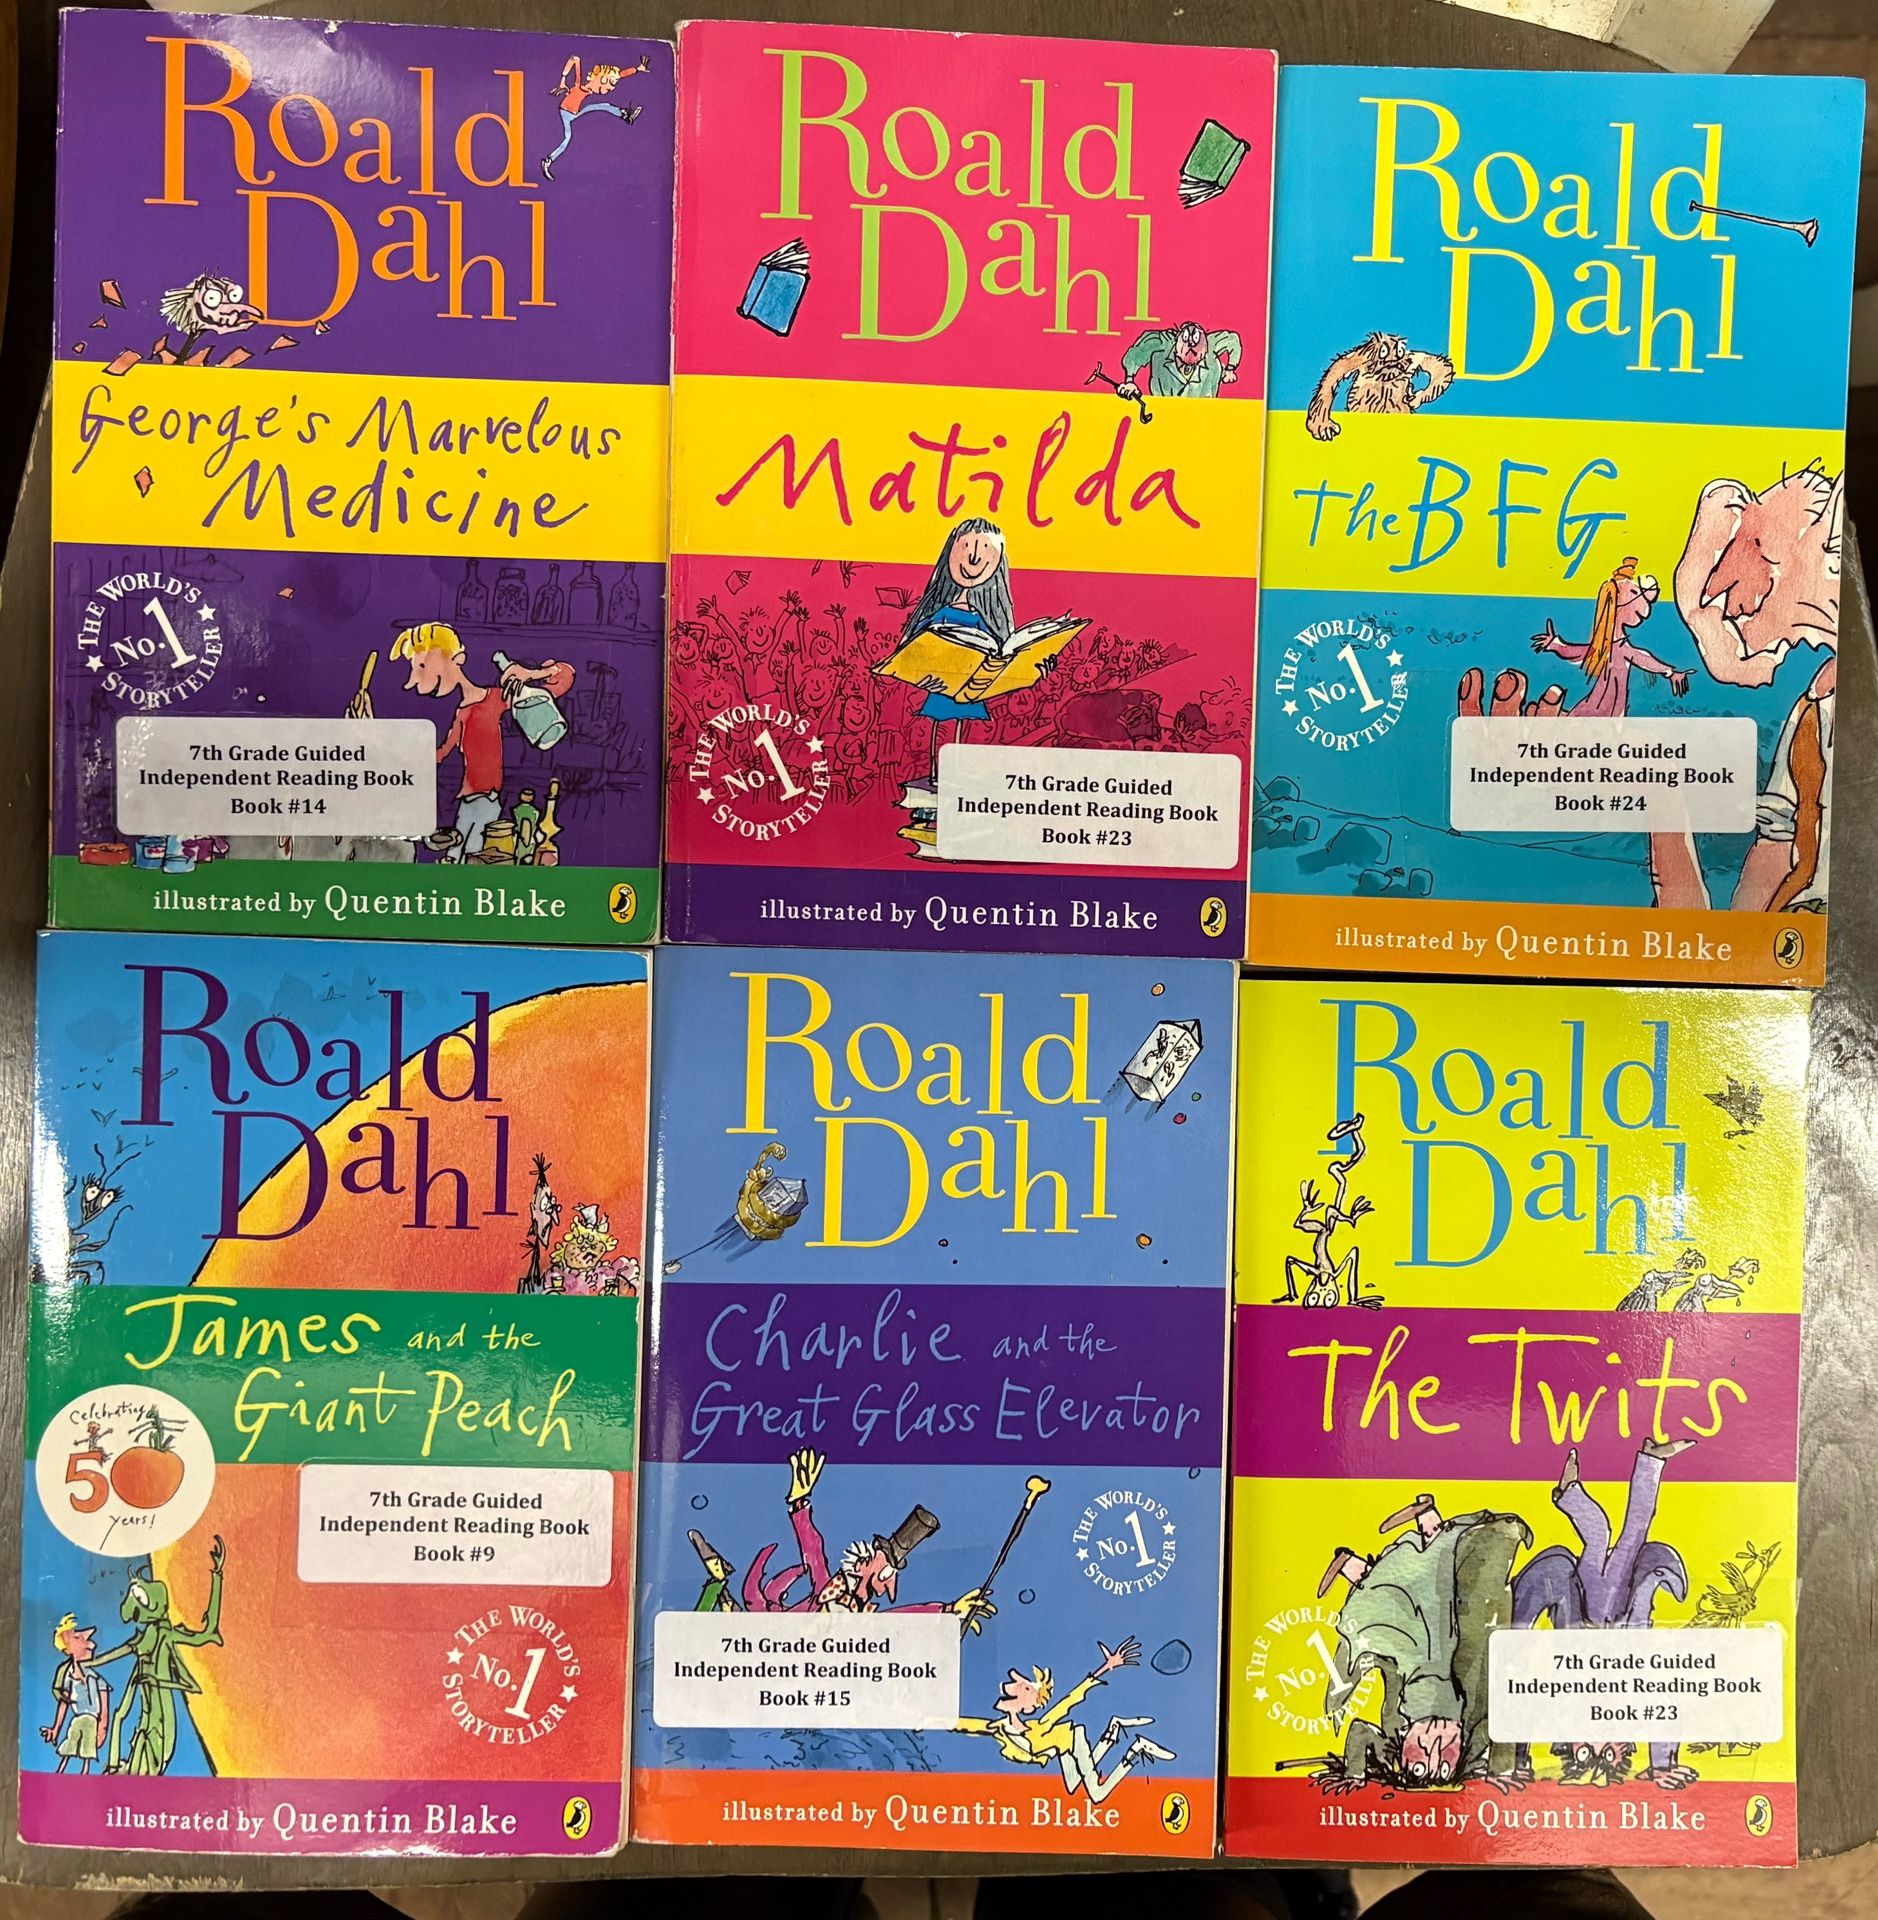 Roald
Dahl
George's Marvelous
Medicine
THE WORLD'S
No.1
STORYTELLER
7th Grade Guided
Independent Reading Book
Book #14
illustrated by Quentin Blake
Roald
Dahl
Matilda
THE WORLD'S
No.1
STORYTELLER
7th Grade Guided
Independent Reading Book
Book #23
illustrated by Quentin Blake
Roald
Dahl
The BFG
THE WORLD'S
No.1
STORYTELLER
7th Grade Guided
Independent Reading Book
Book #24
illustrated by Quentin Blake
Roald
Dahl
James and the
Giant Peach
Celebrating
50
years!
7th Grade Guided
Independent Reading Book
Book #9
THE WORLD'S
No.1
STORYTELLER
illustrated by Quentin Blake
Roald
Dahl
Charlie and the
Great Glass Elevator
THE WORLD'S
No.1
STORYTELLER
7th Grade Guided
Independent Reading Book
Book #15
illustrated by Quentin Blake
Roald
Dahl
The Twits
THE WORLD'S
No.1
STORYTELLER
7th Grade Guided
Independent Reading Book
Book #23
illustrated by Quentin Blake